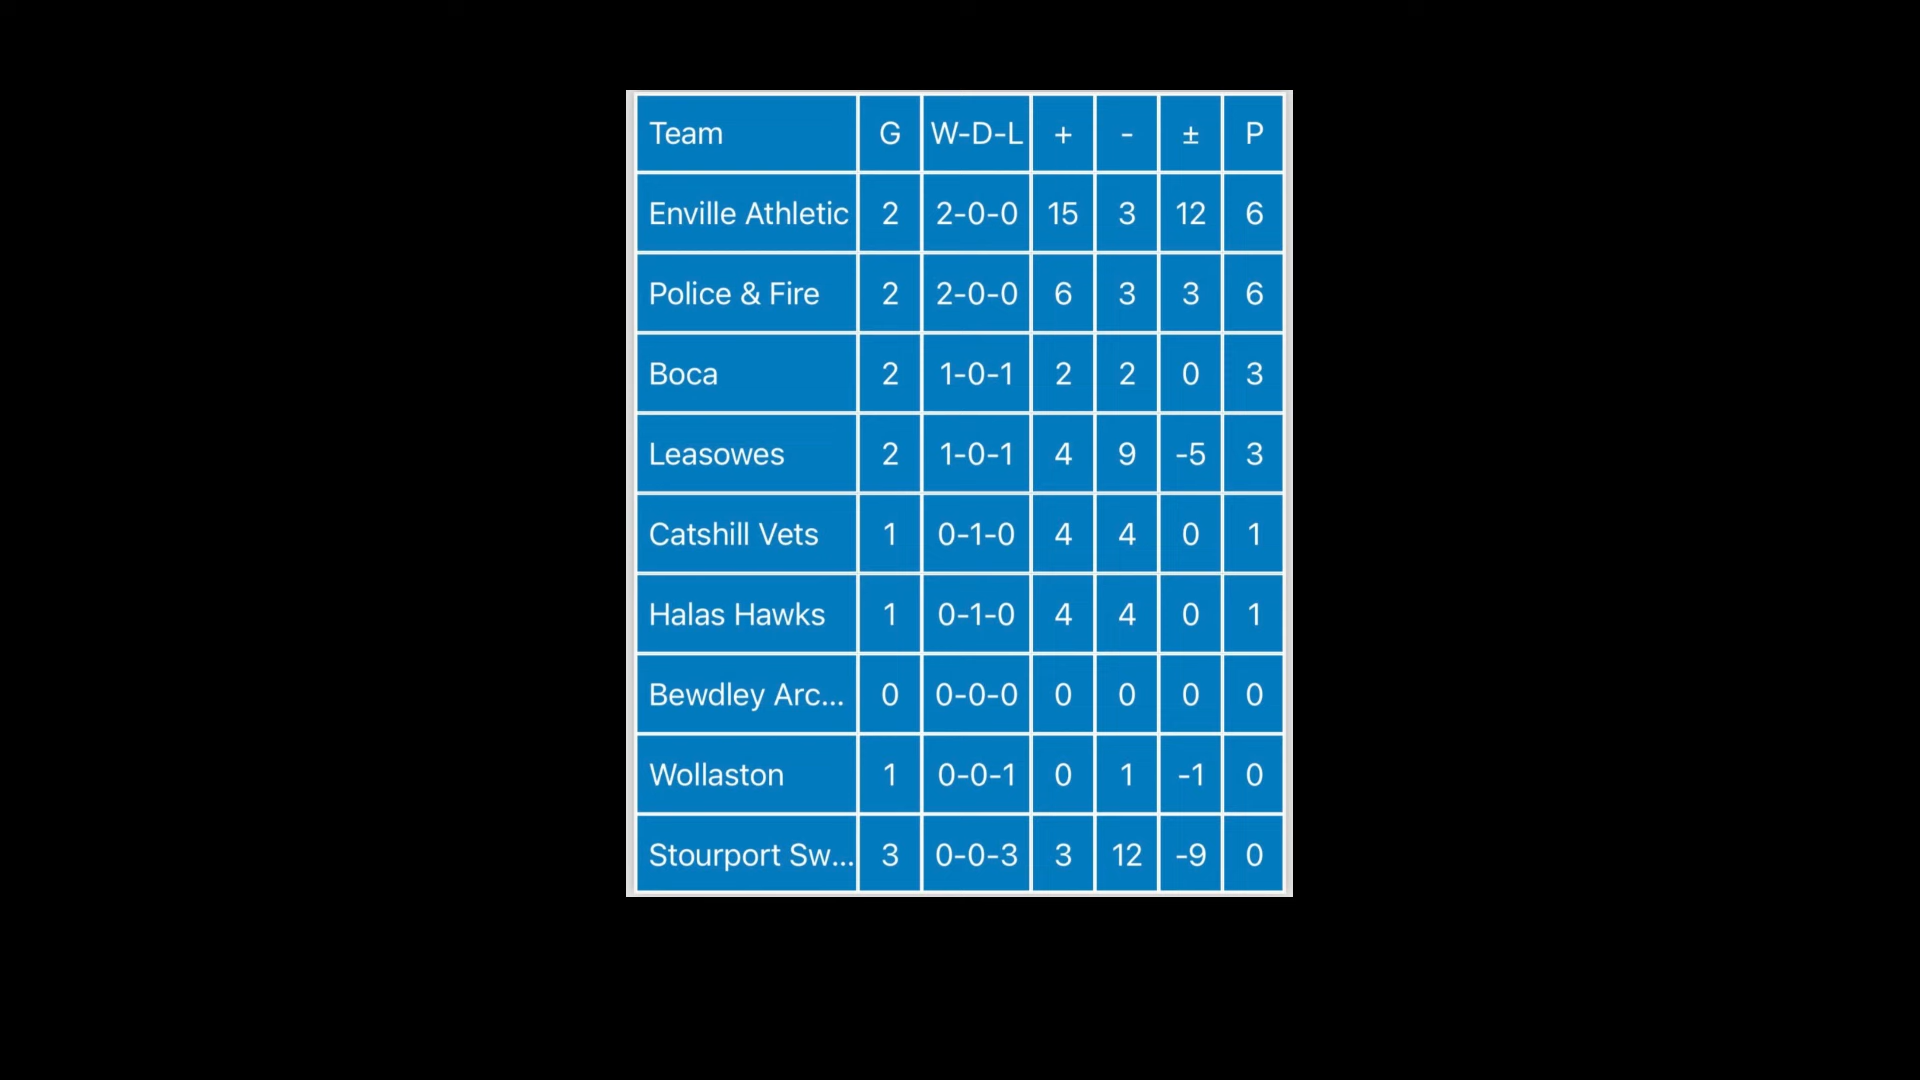 Team G W-D-L + - ± P
Enville Athletic 2 2-0-0 15 3 12 6
Police & Fire 2 2-0-0 6 3 3 6
Boca 2 1-0-1 2 2 0 3
Leasowes 2 1-0-1 4 9 -5 3
Catshill Vets 1 0-1-0 4 4 0 1
Halas Hawks 1 0-1-0 4 4 0 1
Bewdley Arc... 0 0-0-0 0 0 0 0
Wollaston 1 0-0-1 0 1 -1 0
Stourport Sw... 3 0-0-3 3 12 -9 0